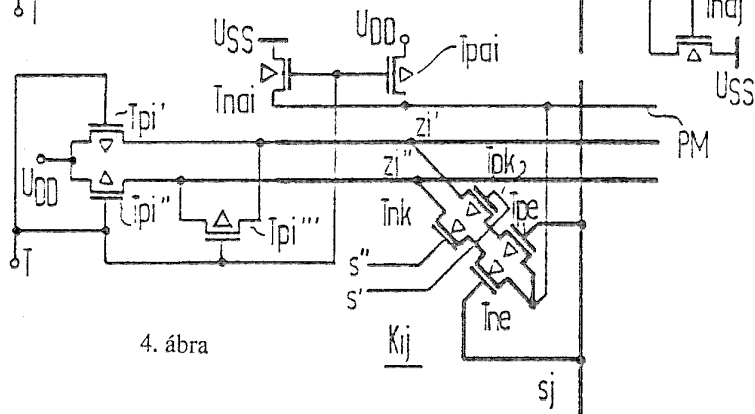 T
USS
UDD
Tpai
Tnai
Tnaj
USS
Tpi'
zi'
PM
zi"
Tpk
UDD
Tpi"
Tpi'''
Tnk
Tpe
T
s"
s'
Tne
4. ábra
Kij
sj